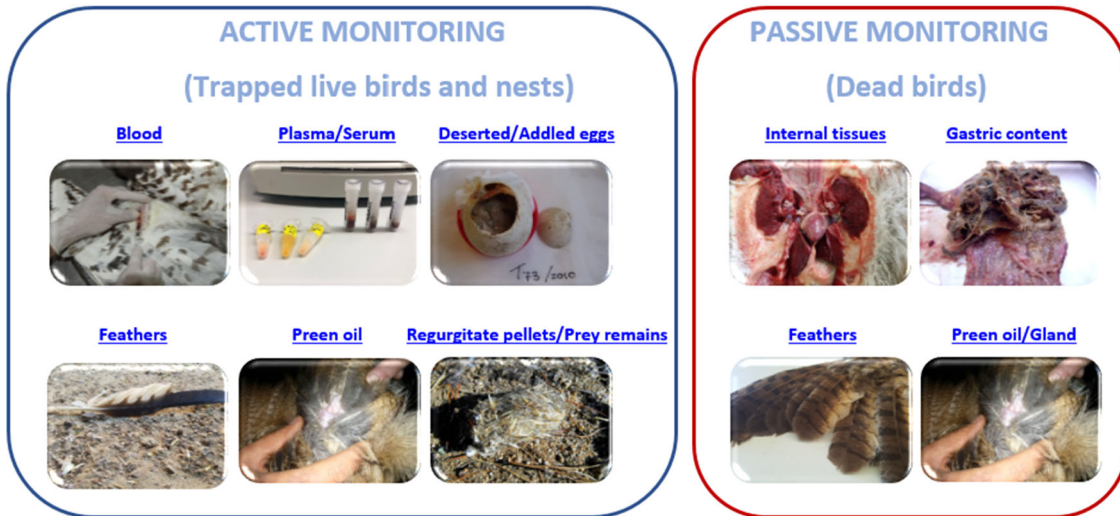 ACTIVE MONITORING
(Trapped live birds and nests)
Blood
Plasma/Serum
Deserted/Addled eggs
T73/2010
Feathers
Preen oil
Regurgitate pellets/Prey remains
PASSIVE MONITORING
(Dead birds)
Internal tissues
Gastric content
Feathers
Preen oil/Gland